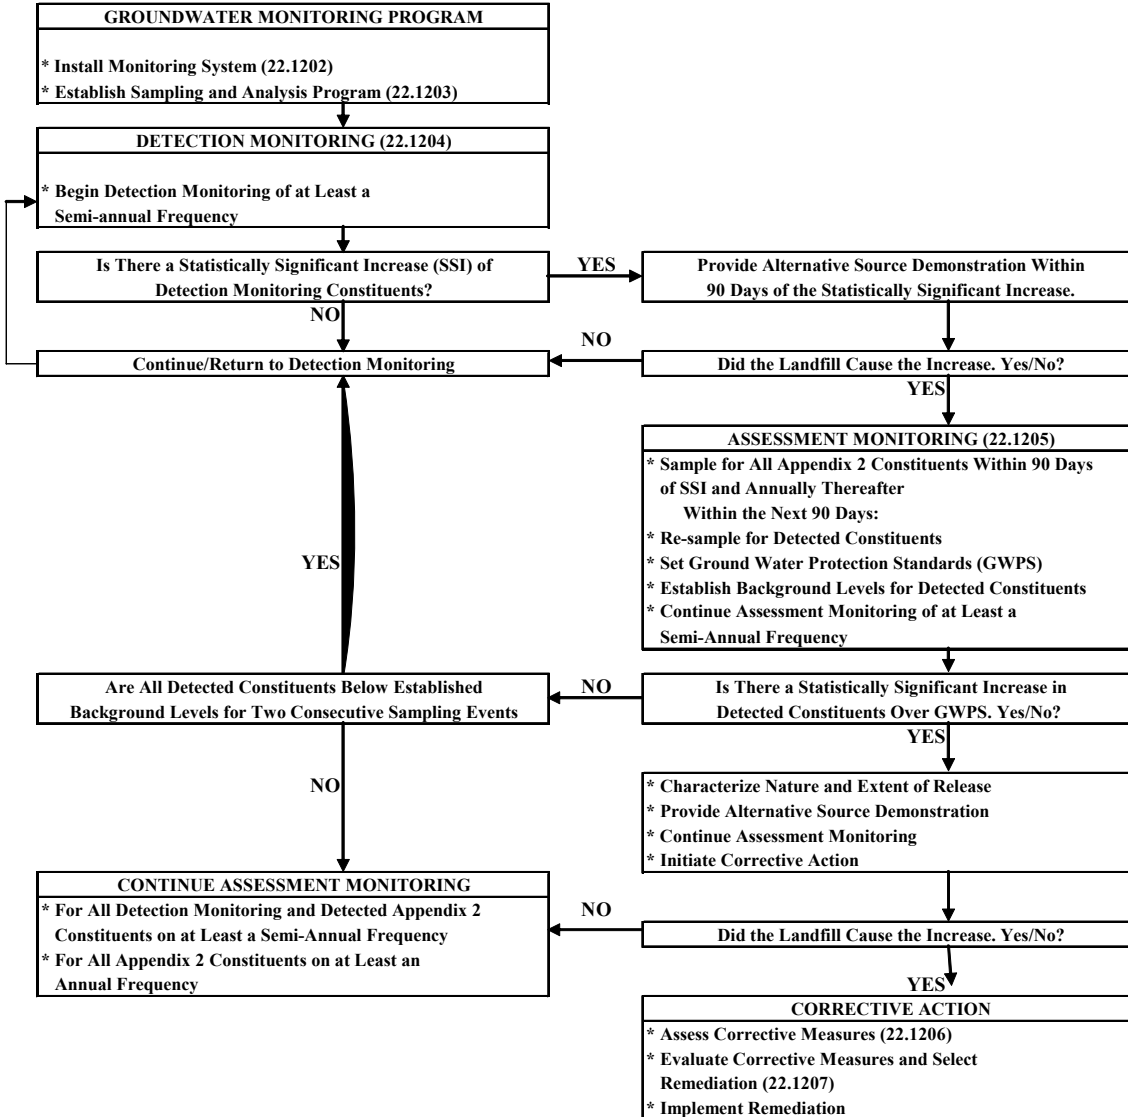 GROUNDWATER MONITORING PROGRAM
* Install Monitoring System (22.1202)
* Establish Sampling and Analysis Program (22.1203)
DETECTION MONITORING (22.1204)
* Begin Detection Monitoring of at Least a
Semi-annual Frequency
Is There a Statistically Significant Increase (SSI) of
Detection Monitoring Constituents?
YES
Provide Alternative Source Demonstration Within
90 Days of the Statistically Significant Increase.
NO
NO
Continue/Return to Detection Monitoring
Did the Landfill Cause the Increase. Yes/No?
YES
ASSESSMENT MONITORING (22.1205)
* Sample for All Appendix 2 Constituents Within 90 Days
of SSI and Annually Thereafter
Within the Next 90 Days:
* Re-sample for Detected Constituents
* Set Ground Water Protection Standards (GWPS)
* Establish Background Levels for Detected Constituents
* Continue Assessment Monitoring of at Least a
Semi-Annual Frequency
YES
Are All Detected Constituents Below Established
Background Levels for Two Consecutive Sampling Events
NO
Is There a Statistically Significant Increase in
Detected Constituents Over GWPS. Yes/No?
YES
NO
* Characterize Nature and Extent of Release
* Provide Alternative Source Demonstration
* Continue Assessment Monitoring
* Initiate Corrective Action
CONTINUE ASSESSMENT MONITORING
* For All Detection Monitoring and Detected Appendix 2
Constituents on at Least a Semi-Annual Frequency
* For All Appendix 2 Constituents on at Least an
Annual Frequency
NO
Did the Landfill Cause the Increase. Yes/No?
YES
CORRECTIVE ACTION
* Assess Corrective Measures (22.1206)
* Evaluate Corrective Measures and Select
Remediation (22.1207)
* Implement Remediation